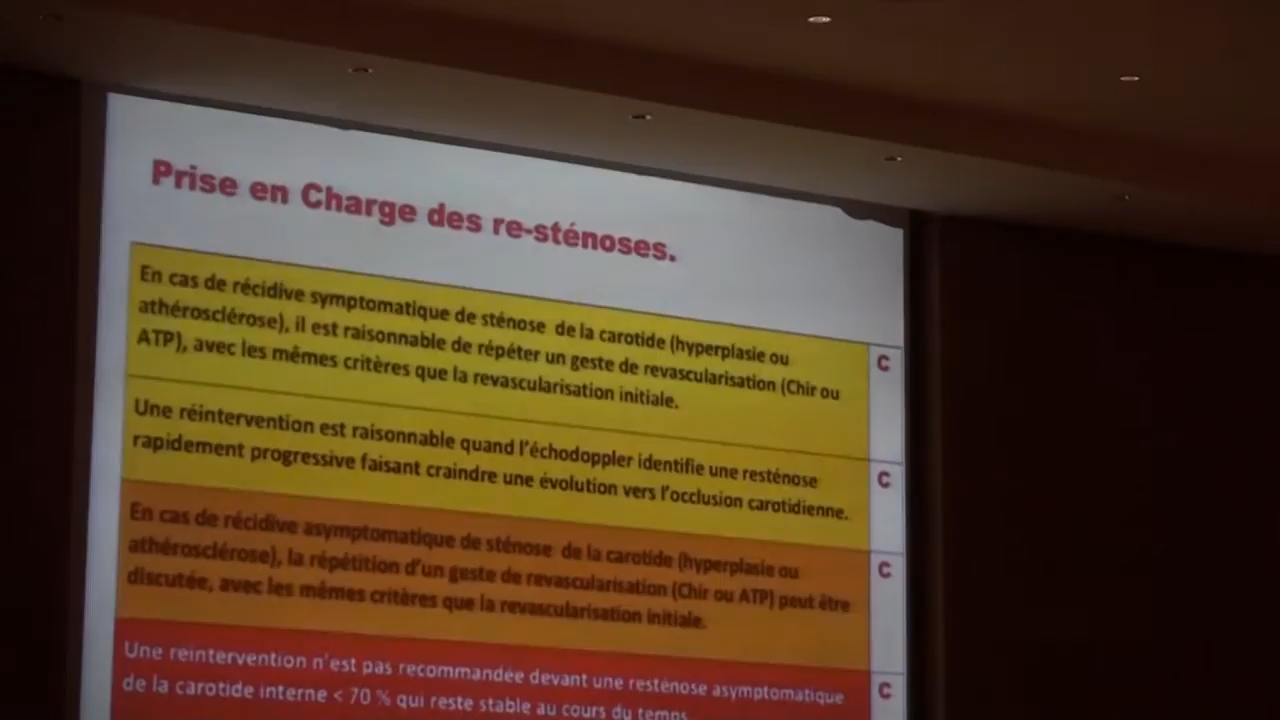 Prise en Charge des re-sténoses.
En cas de récidive symptomatique de sténose de la carotide (hyperplasie ou
athérosclérose), il est raisonnable de répéter un geste de revascularisation (Chir ou
ATP), avec les mêmes critères que la revascularisation initiale.
C
Une réintervention est raisonnable quand l'échodoppler identifie une resténose
rapidement progressive faisant craindre une évolution vers l'occlusion carotidienne.
C
En cas de récidive asymptomatique de sténose de la carotide (hyperplasie ou
athérosclérose), la répétition d'un geste de revascularisation (Chir ou ATP) peut être
discutée, avec les mêmes critères que la revascularisation initiale.
C
Une reintervention n'est pas recommandée devant une resténose asymptomatique
de la carotide interne < 70 % qui reste stable au cours du temps
C